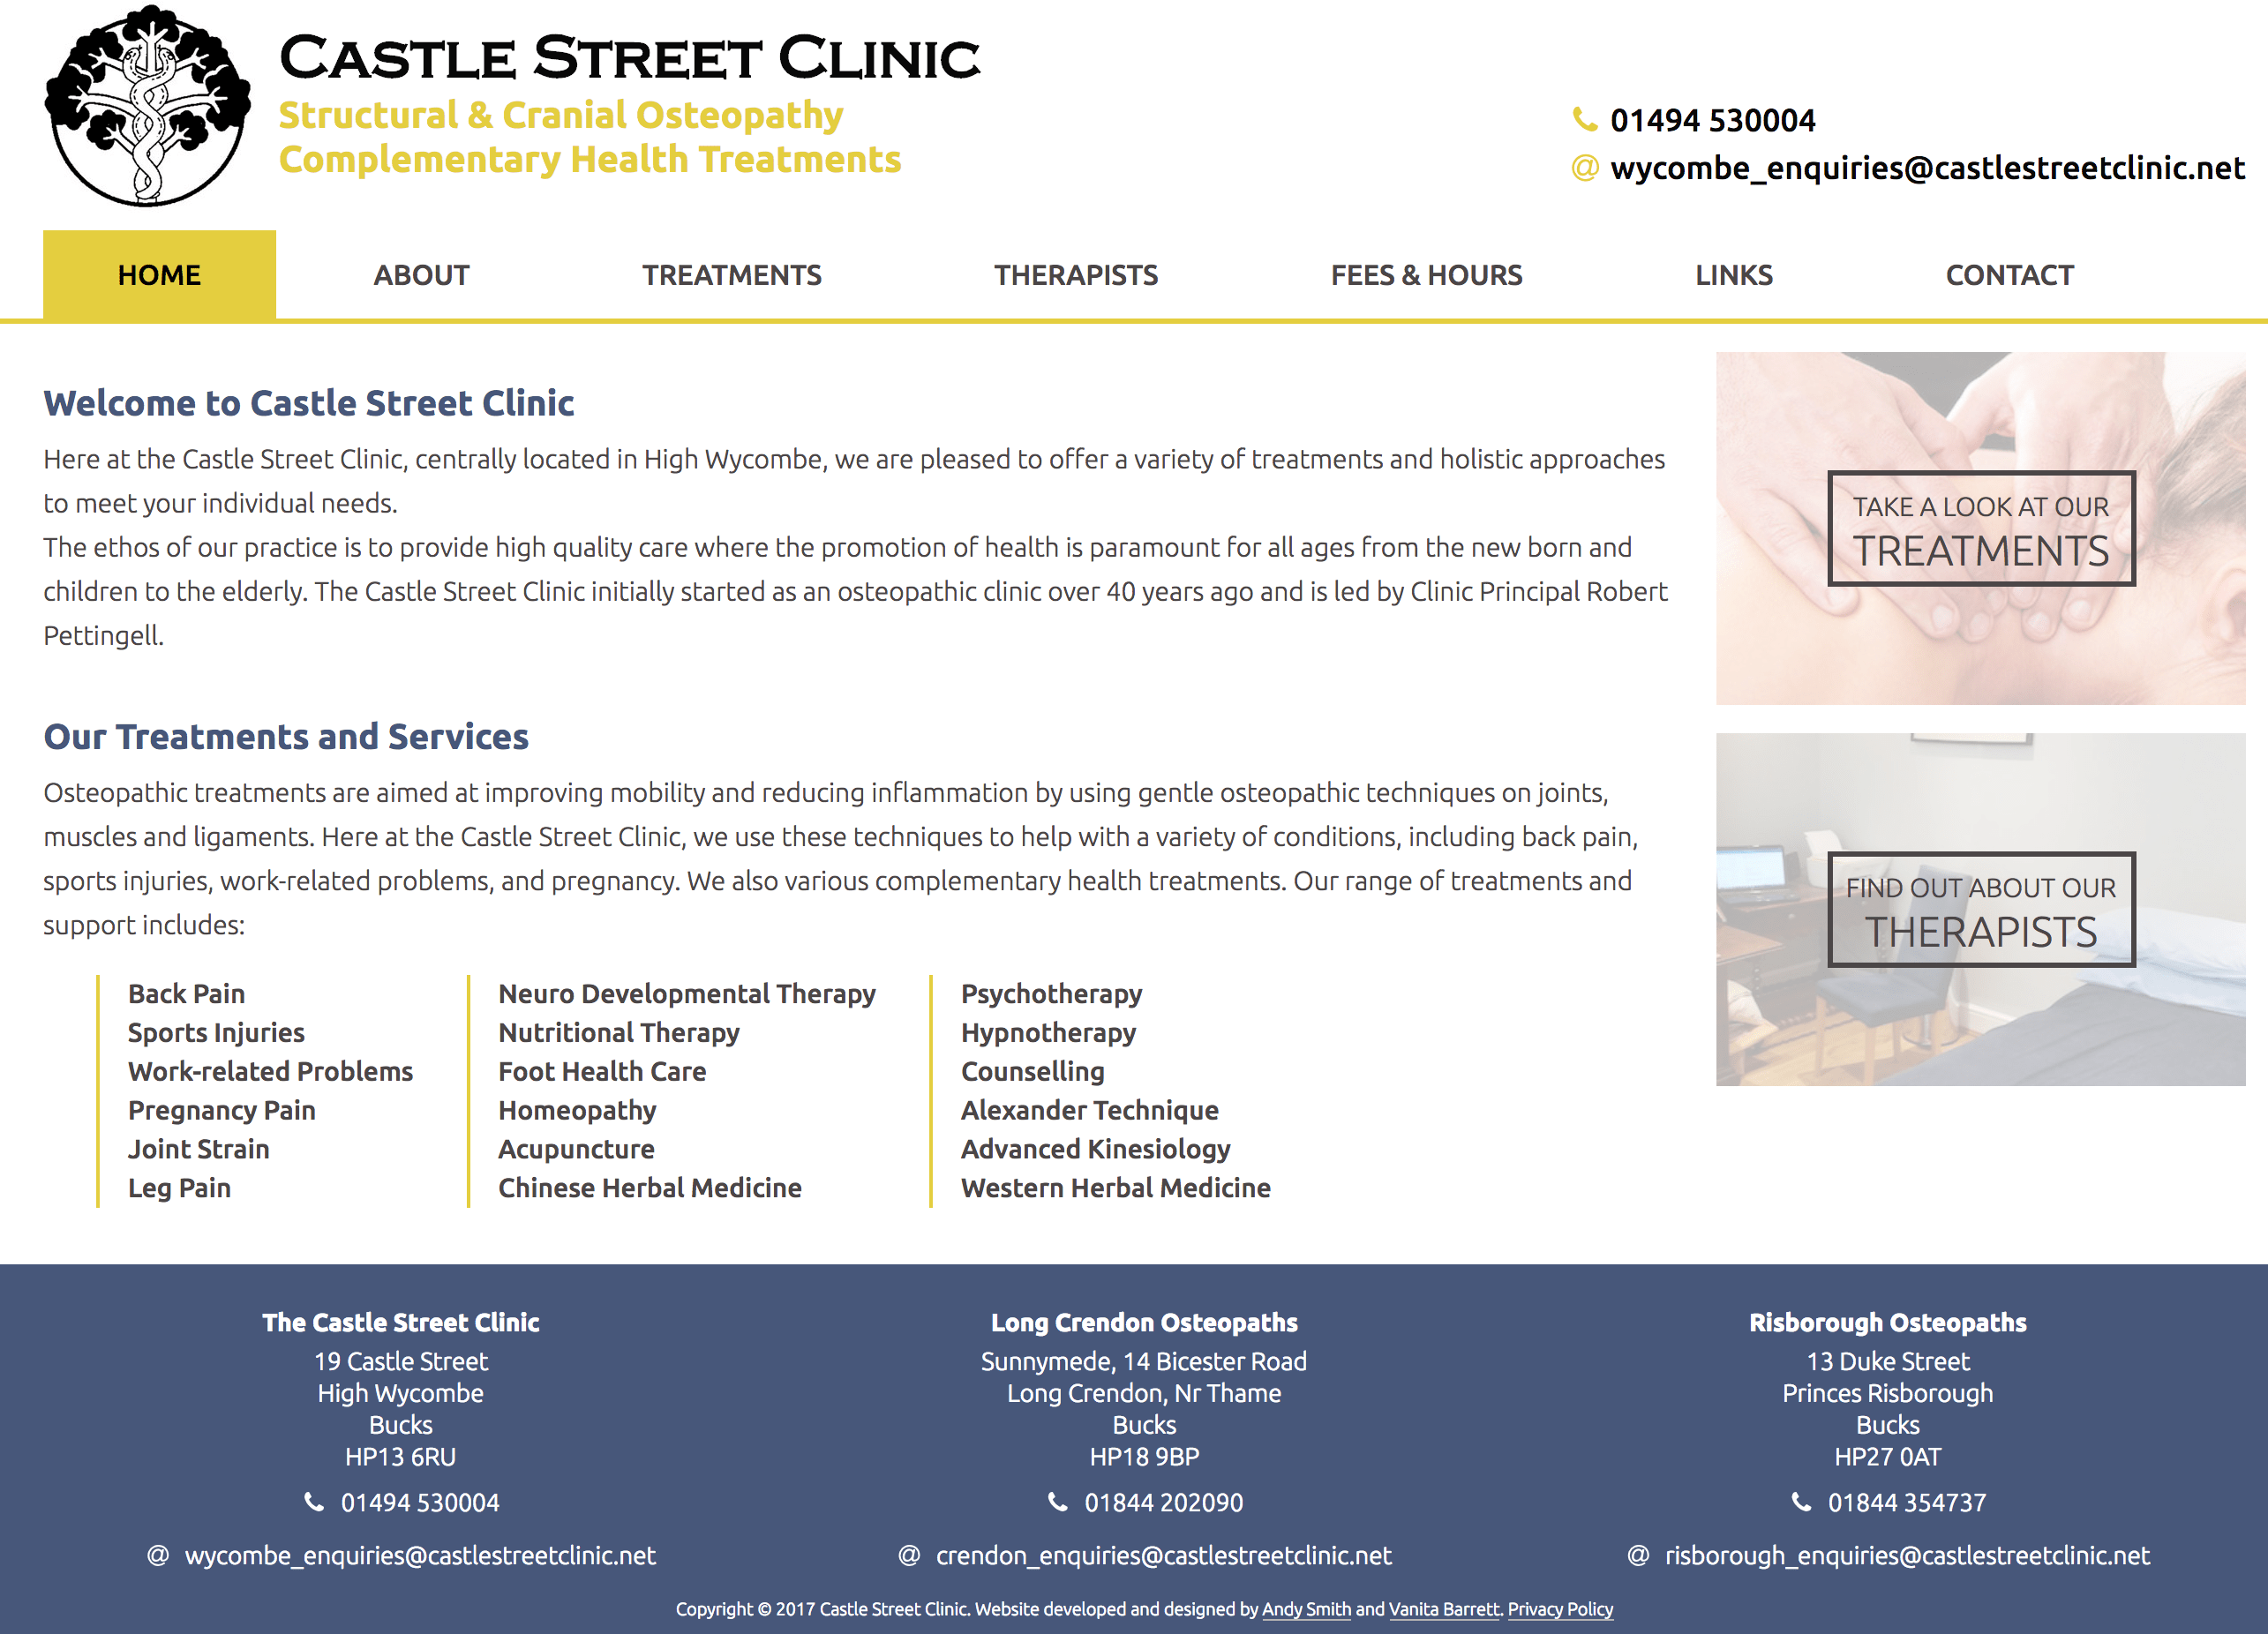 CASTLE STREET CLINIC
Structural & Cranial Osteopathy
Complementary Health Treatments
01494 530004
@ wycombe_enquiries@castlestreetclinic.net
HOME ABOUT TREATMENTS THERAPISTS FEES & HOURS LINKS CONTACT
Welcome to Castle Street Clinic
Here at the Castle Street Clinic, centrally located in High Wycombe, we are pleased to offer a variety of treatments and holistic approaches
to meet your individual needs.
The ethos of our practice is to provide high quality care where the promotion of health is paramount for all ages from the new born and
children to the elderly. The Castle Street Clinic initially started as an osteopathic clinic over 40 years ago and is led by Clinic Principal Robert
Pettingell.
TAKE A LOOK AT OUR
TREATMENTS
Our Treatments and Services
Osteopathic treatments are aimed at improving mobility and reducing inflammation by using gentle osteopathic techniques on joints,
muscles and ligaments. Here at the Castle Street Clinic, we use these techniques to help with a variety of conditions, including back pain,
sports injuries, work-related problems, and pregnancy. We also various complementary health treatments. Our range of treatments and
support includes:
FIND OUT ABOUT OUR
THERAPISTS
Back Pain
Sports Injuries
Work-related Problems
Pregnancy Pain
Joint Strain
Leg Pain
Neuro Developmental Therapy
Nutritional Therapy
Foot Health Care
Homeopathy
Acupuncture
Chinese Herbal Medicine
Psychotherapy
Hypnotherapy
Counselling
Alexander Technique
Advanced Kinesiology
Western Herbal Medicine
The Castle Street Clinic
19 Castle Street
High Wycombe
Bucks
HP13 6RU
01494 530004
@ wycombe_enquiries@castlestreetclinic.net
Long Crendon Osteopaths
Sunnymede, 14 Bicester Road
Long Crendon, Nr Thame
Bucks
HP18 9BP
01844 202090
@ crendon_enquiries@castlestreetclinic.net
Risborough Osteopaths
13 Duke Street
Princes Risborough
Bucks
HP27 0AT
01844 354737
@ risborough_enquiries@castlestreetclinic.net
Copyright © 2017 Castle Street Clinic. Website developed and designed by Andy Smith and Vanita Barrett. Privacy Policy